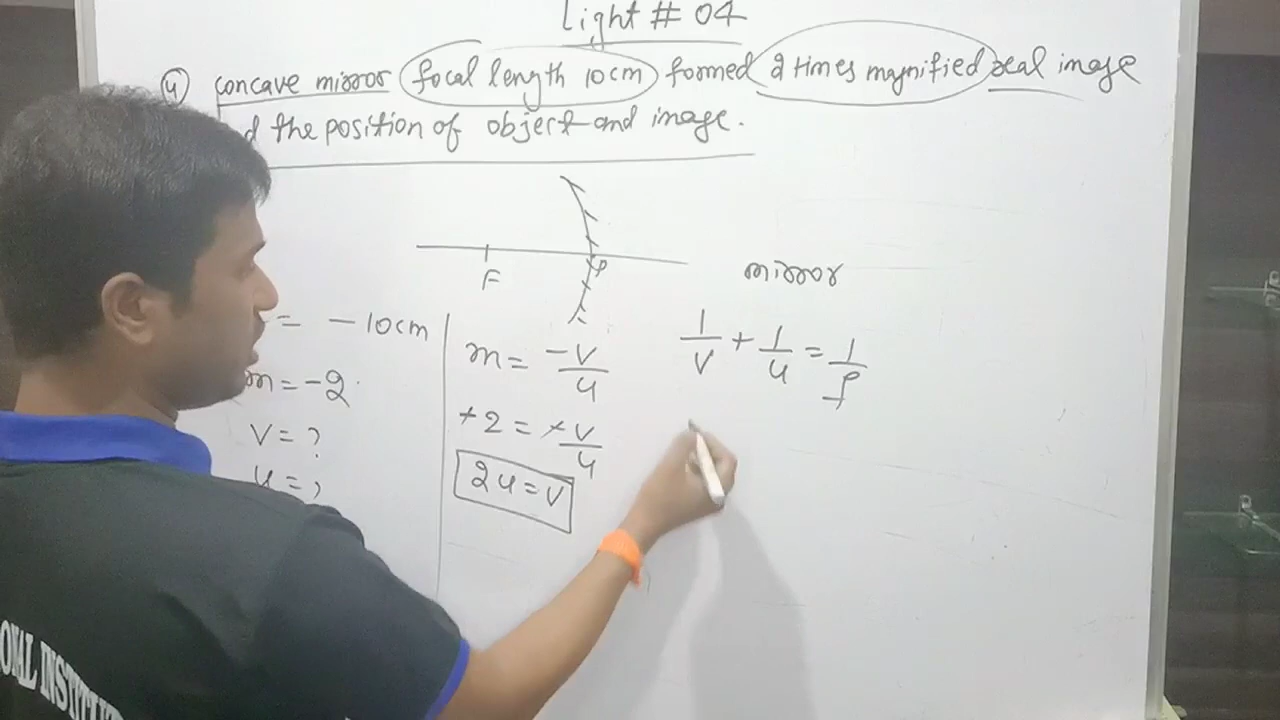 Light # 04
(4) concave mirror focal length 10cm formed 2 times magnified real image
the position of object and image.
F
P
= - 10cm
m = -2
v = ?
u = ?
m = -v/u
+2 = +v/u
2u = v
mirror
1/v + 1/u = 1/f